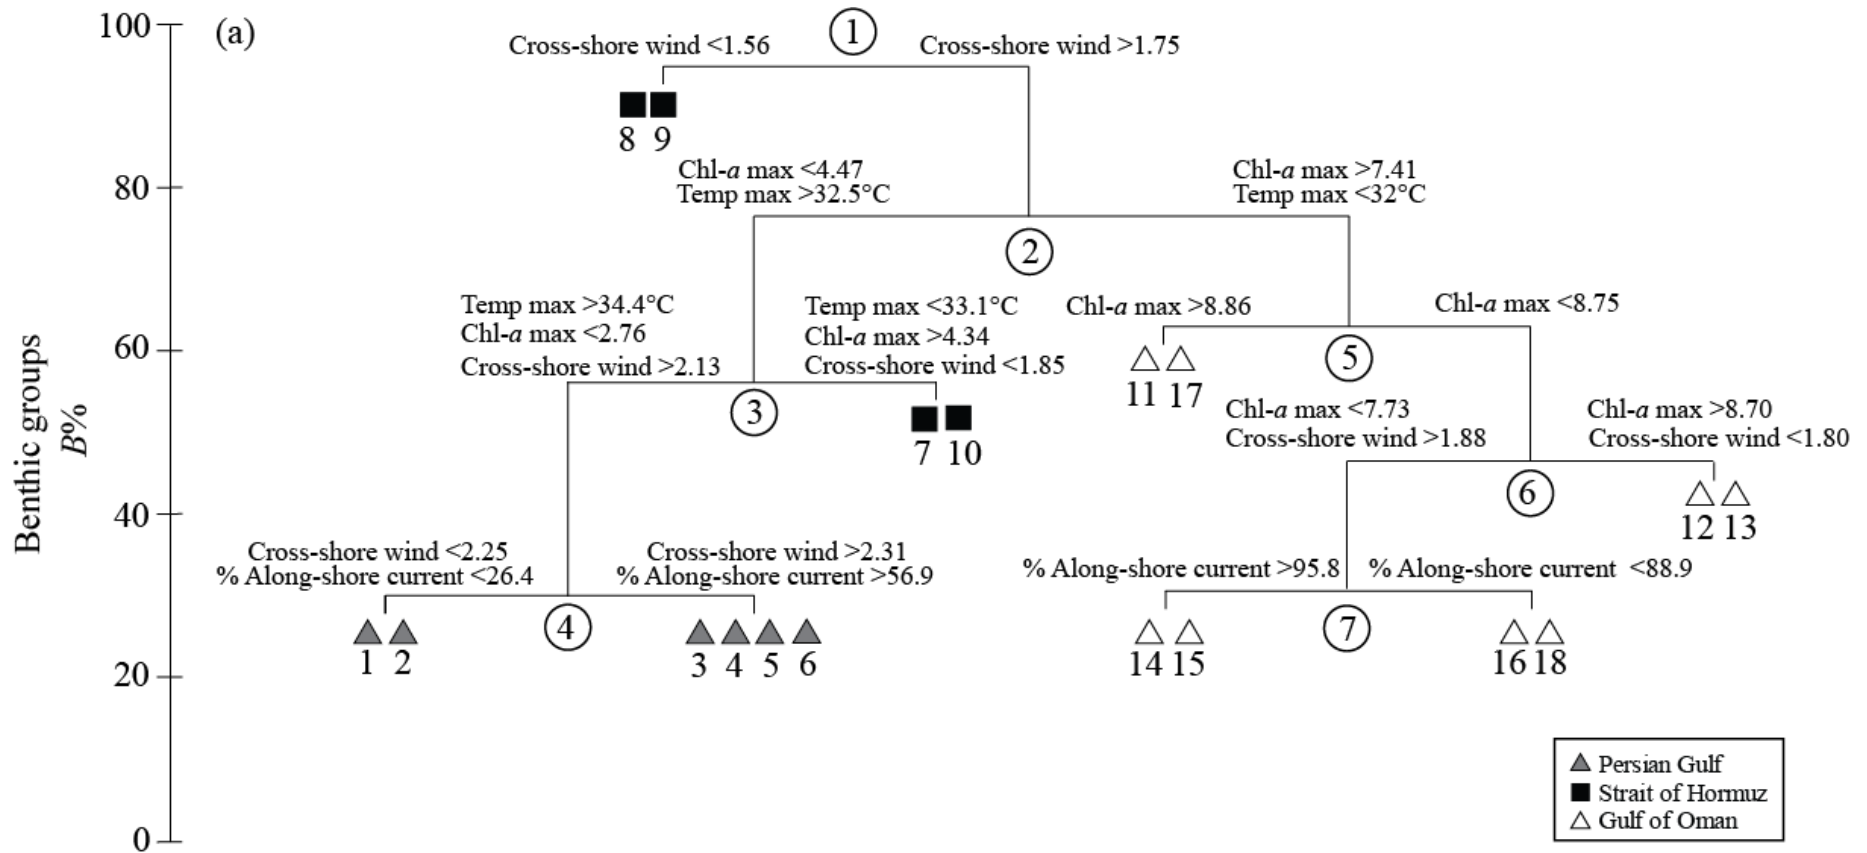 100
(a)
1
Cross-shore wind <1.56
Cross-shore wind >1.75
8 9
80
Chl-a max <4.47
Temp max >32.5°C
Chl-a max >7.41
Temp max <32°C
2
Temp max >34.4°C
Chl-a max <2.76
Cross-shore wind >2.13
Temp max <33.1°C
Chl-a max >4.34
Cross-shore wind <1.85
Chl-a max >8.86
Chl-a max <8.75
60
3
7 10
5
11 17
Chl-a max <7.73
Cross-shore wind >1.88
Chl-a max >8.70
Cross-shore wind <1.80
6
12 13
Benthic groups
B%
40
Cross-shore wind <2.25
% Along-shore current <26.4
Cross-shore wind >2.31
% Along-shore current >56.9
% Along-shore current >95.8
% Along-shore current <88.9
4
7
1 2
3 4 5 6
14 15
16 18
20
0
Persian Gulf
Strait of Hormuz
Gulf of Oman